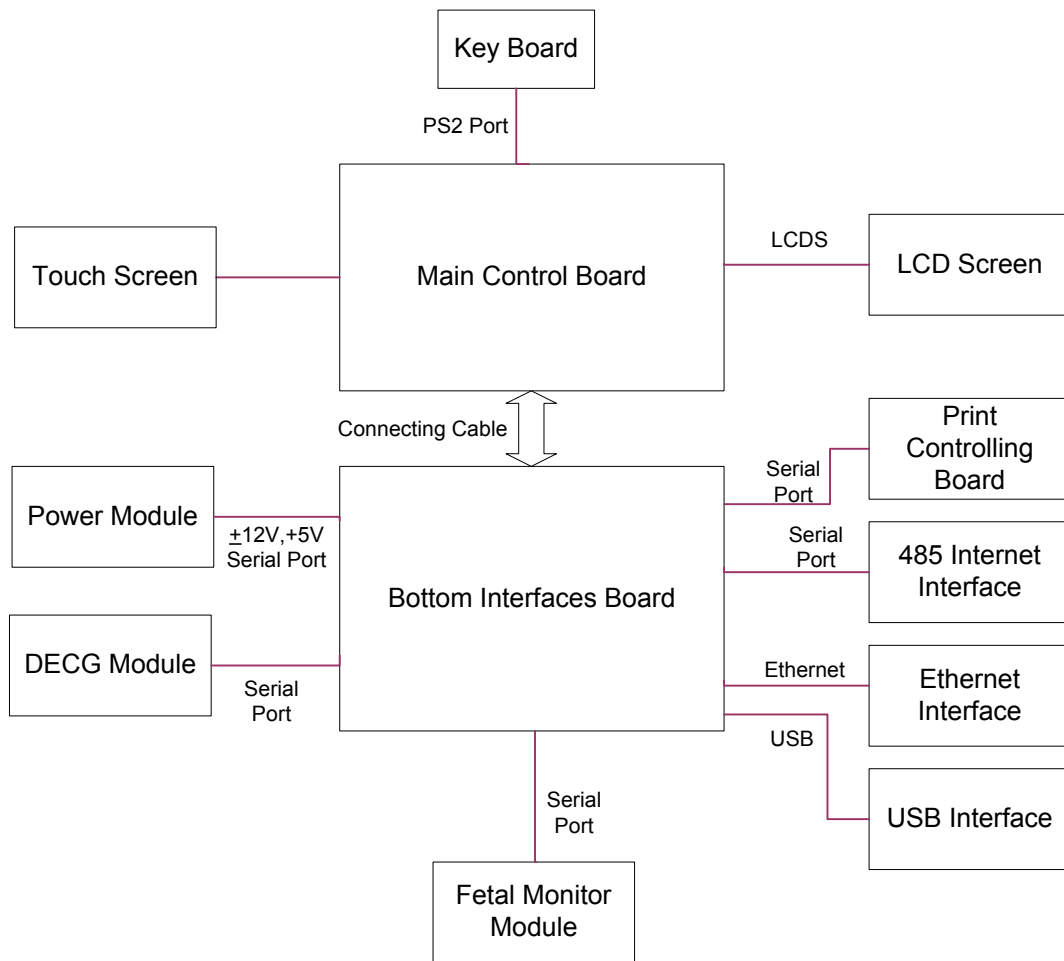 Key Board
PS2 Port
Touch Screen
Main Control Board
LCDS
LCD Screen
Connecting Cable
Print
Controlling
Board
Serial
Port
Power Module
±12V,+5V
Serial Port
Serial
Port
485 Internet
Interface
Bottom Interfaces Board
DECG Module
Serial
Port
Ethernet
Ethernet
Interface
USB
USB Interface
Serial
Port
Fetal Monitor
Module